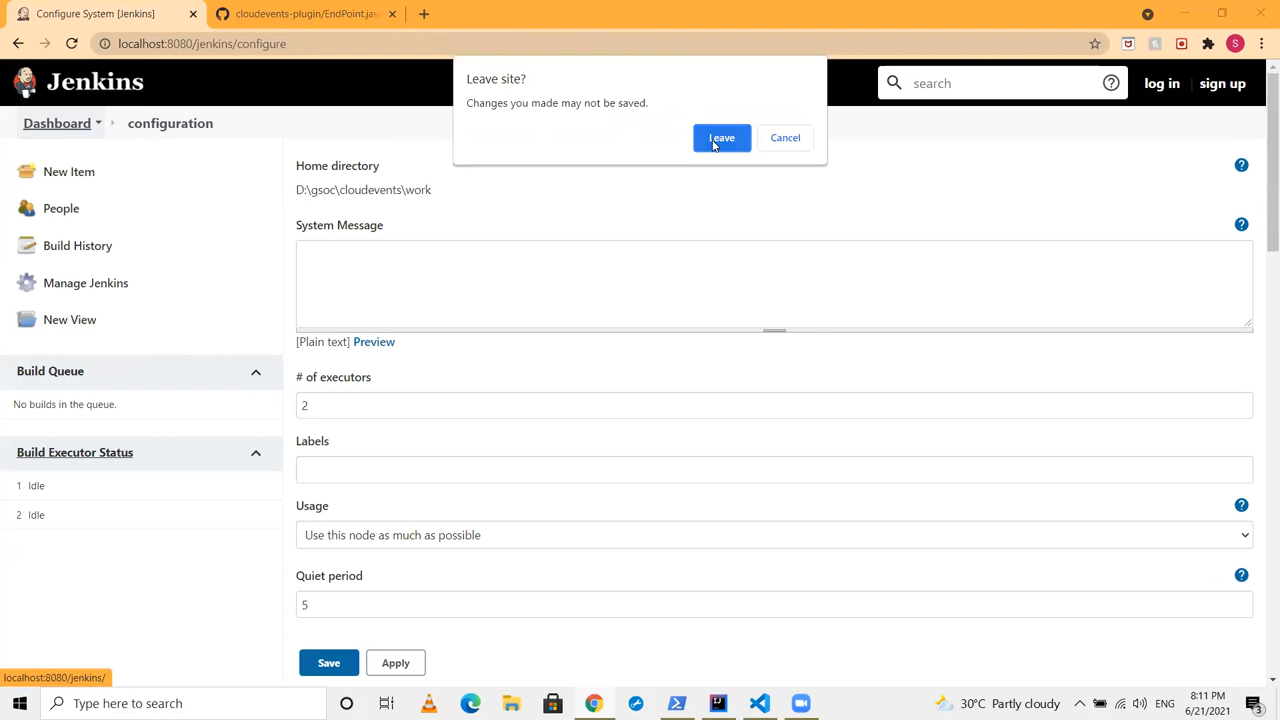 Configure System [Jenkins]
cloudevents-plugin/EndPoint.jav
localhost:8080/jenkins/configure
S
Leave site?
Changes you made may not be saved.
Leave
Cancel
Jenkins
search
log in
sign up
Dashboard
configuration
New Item
People
Build History
Manage Jenkins
New View
Build Queue
No builds in the queue.
Build Executor Status
1 Idle
2 Idle
Home directory
D:\gsoc\cloudevents\work
System Message
[Plain text] Preview
# of executors
2
Labels
Usage
Use this node as much as possible
Quiet period
5
Save
Apply
localhost:8080/jenkins/
Type here to search
30°C Partly cloudy
ENG
8:11 PM
6/21/2021
3